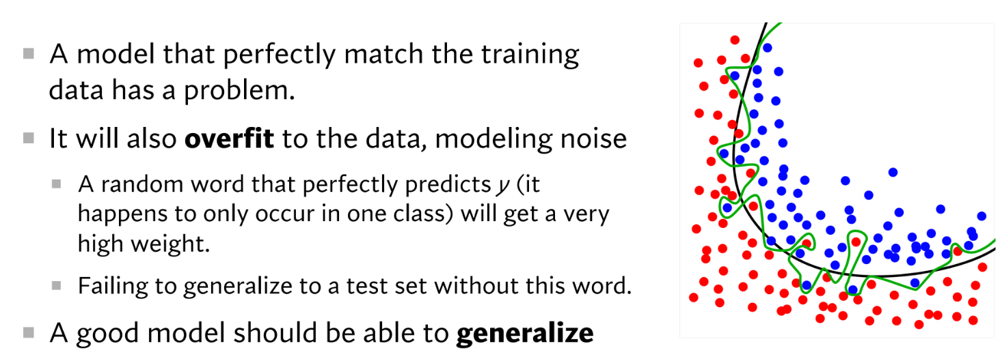 A model that perfectly match the training
data has a problem.
It will also overfit to the data, modeling noise
A random word that perfectly predicts y (it
happens to only occur in one class) will get a very
high weight.
Failing to generalize to a test set without this word.
A good model should be able to generalize